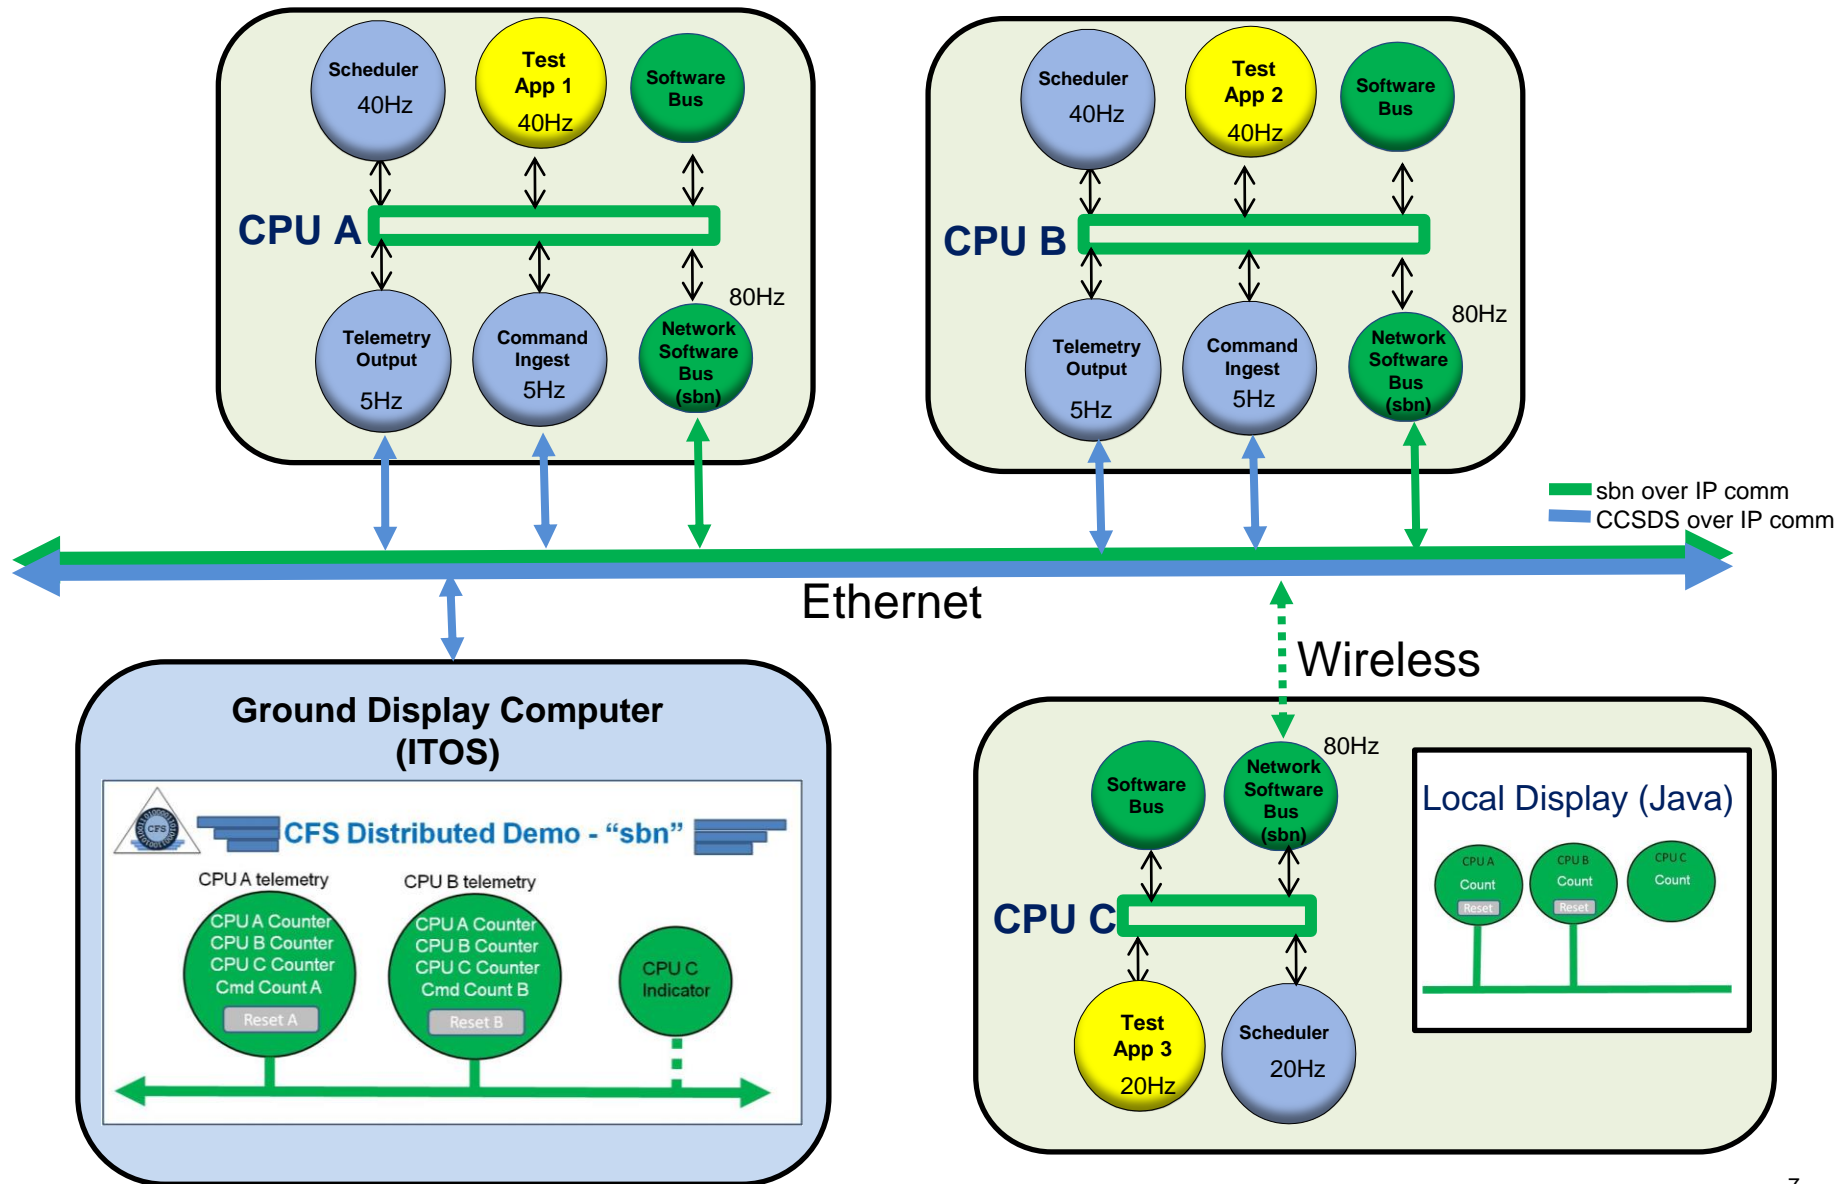 Scheduler
40Hz
Test
App 1
40Hz
Software
Bus
CPU A
Telemetry
Output
5Hz
Command
Ingest
5Hz
80Hz
Network
Software
Bus
(sbn)
Scheduler
40Hz
Test
App 2
40Hz
Software
Bus
CPU B
Telemetry
Output
5Hz
Command
Ingest
5Hz
80Hz
Network
Software
Bus
(sbn)
sbn over IP comm
CCSDS over IP comm
Ethernet
Wireless
Ground Display Computer
(ITOS)
CFS
CFS Distributed Demo - “sbn”
CPU A telemetry
CPU A Counter
CPU B Counter
CPU C Counter
Cmd Count A
Reset A
CPU B telemetry
CPU A Counter
CPU B Counter
CPU C Counter
Cmd Count B
Reset B
CPU C
Indicator
Software
Bus
80Hz
Network
Software
Bus
(sbn)
CPU C
Test
App 3
20Hz
Scheduler
20Hz
Local Display (Java)
CPU A
Count
Reset
CPU B
Count
Reset
CPU C
Count